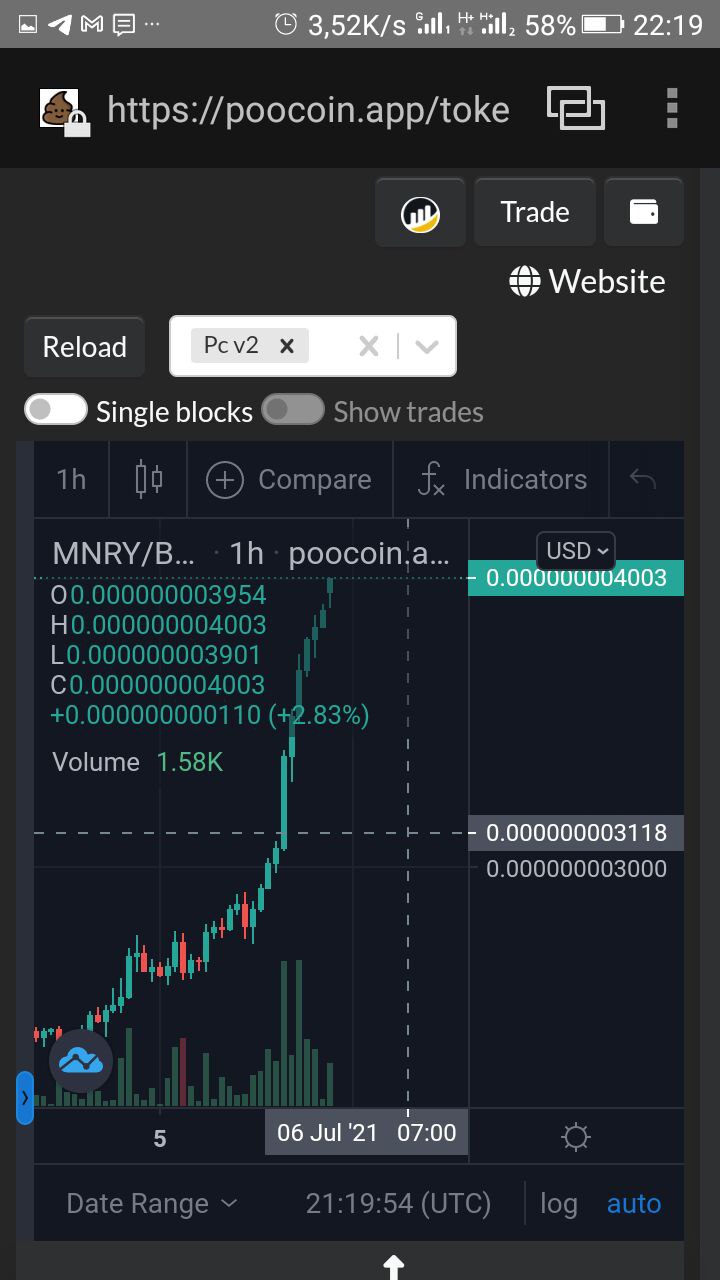 3,52K/s G 1 H+ H+ 2 58% 22:19
https://poocoin.app/toke
Trade
Website
Reload Pc v2
Single blocks Show trades
1h Compare Indicators
MNRY/B... · 1h · poocoin.a... USD
0.000000004003
O0.000000003954
H0.000000004003
L0.000000003901
C0.000000004003
+0.000000000110 (+2.83%)
Volume 1.58K
0.000000003118
0.000000003000
5 06 Jul '21 07:00
Date Range 21:19:54 (UTC) log auto